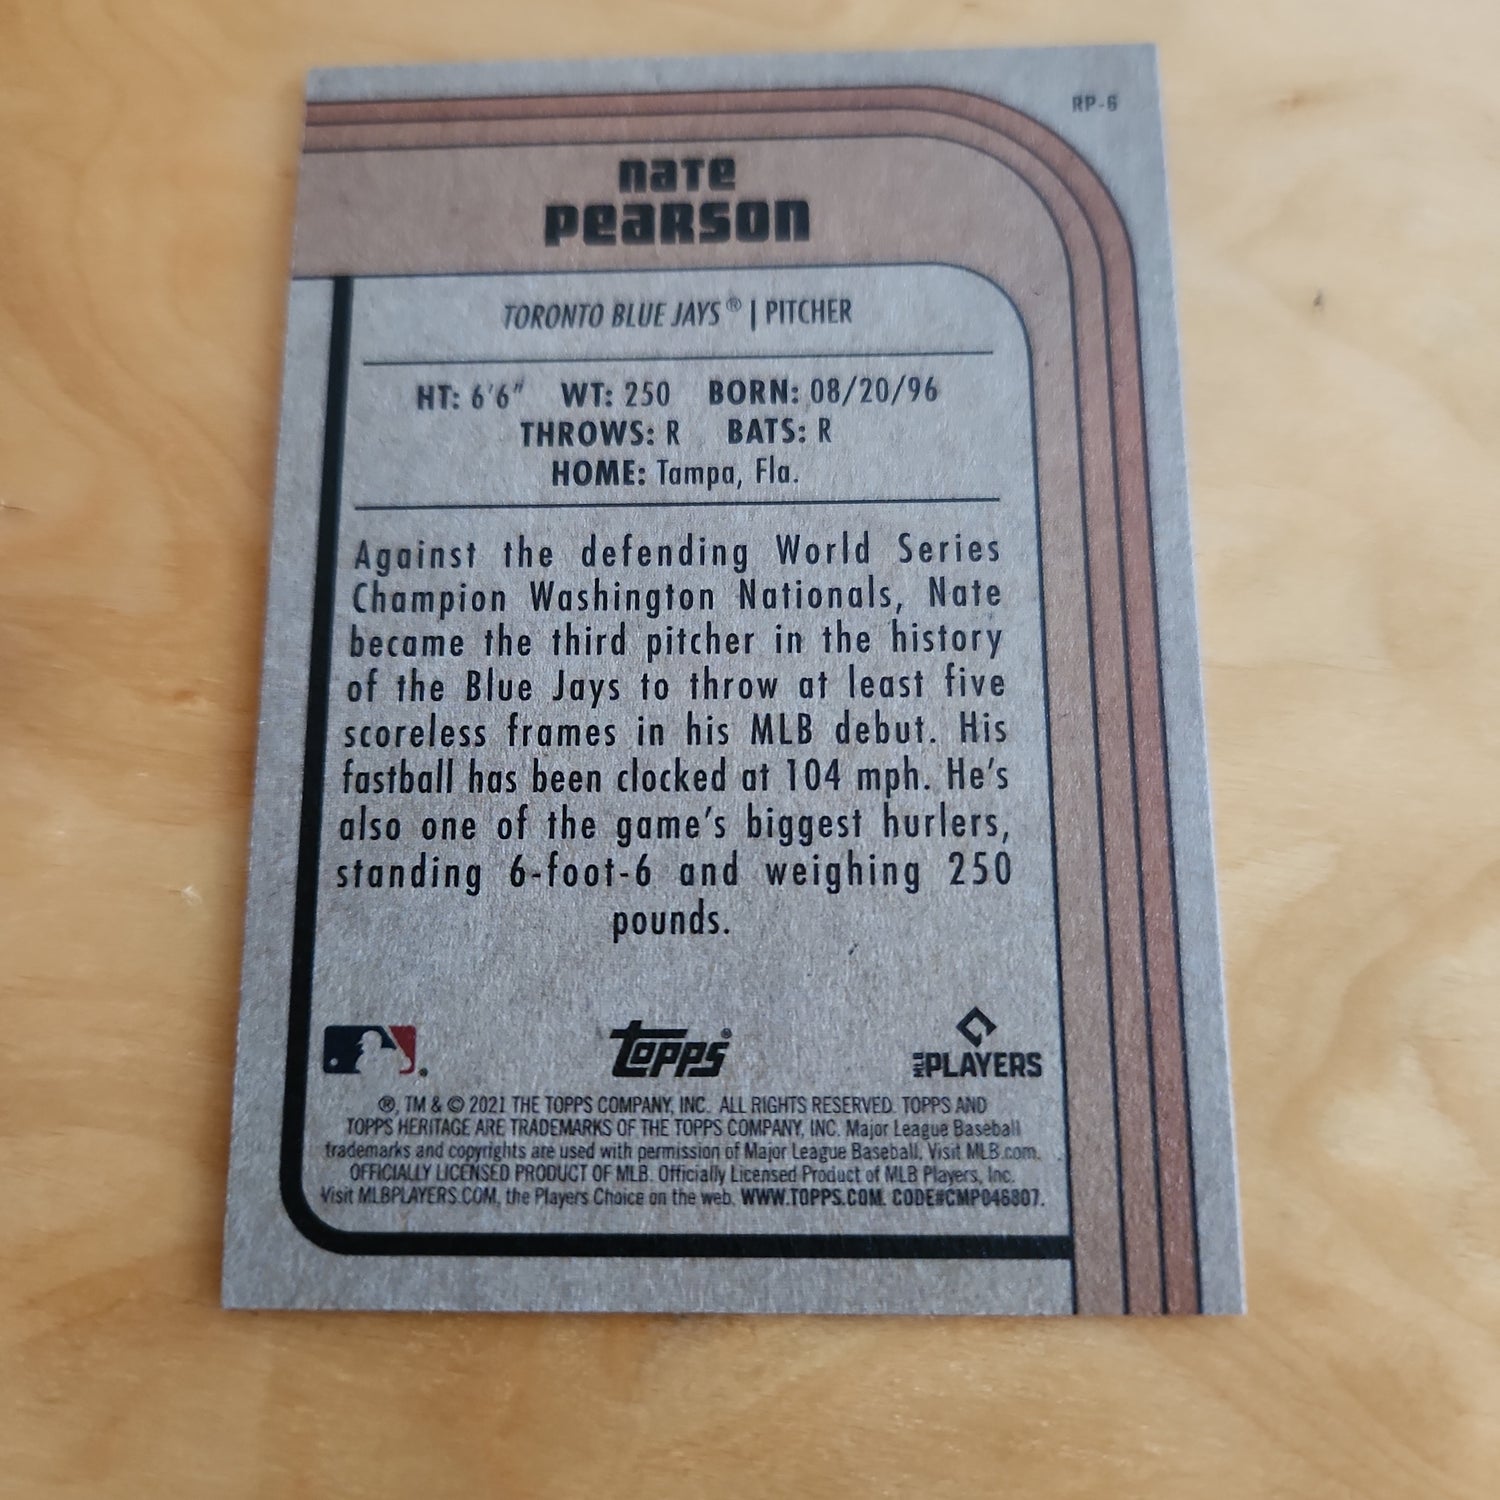 RP-6
Nate
Pearson
TORONTO BLUE JAYS® | PITCHER
HT: 6'6" WT: 250 BORN: 08/20/96
THROWS: R BATS: R
HOME: Tampa, Fla.
Against the defending World Series
Champion Washington Nationals, Nate
became the third pitcher in the history
of the Blue Jays to throw at least five
scoreless frames in his MLB debut. His
fastball has been clocked at 104 mph. He's
also one of the game's biggest hurlers,
standing 6-foot-6 and weighing 250
pounds.
topps®
MLB PLAYERS
®, TM & © 2021 THE TOPPS COMPANY, INC. ALL RIGHTS RESERVED. TOPPS AND
TOPPS HERITAGE ARE TRADEMARKS OF THE TOPPS COMPANY, INC. Major League Baseball
trademarks and copyrights are used with permission of Major League Baseball. Visit MLB.com.
OFFICIALLY LICENSED PRODUCT OF MLB. Officially Licensed Product of MLB Players, Inc.
Visit MLBPLAYERS.COM, the Players Choice on the web. WWW.TOPPS.COM. CODE#CMP046807.